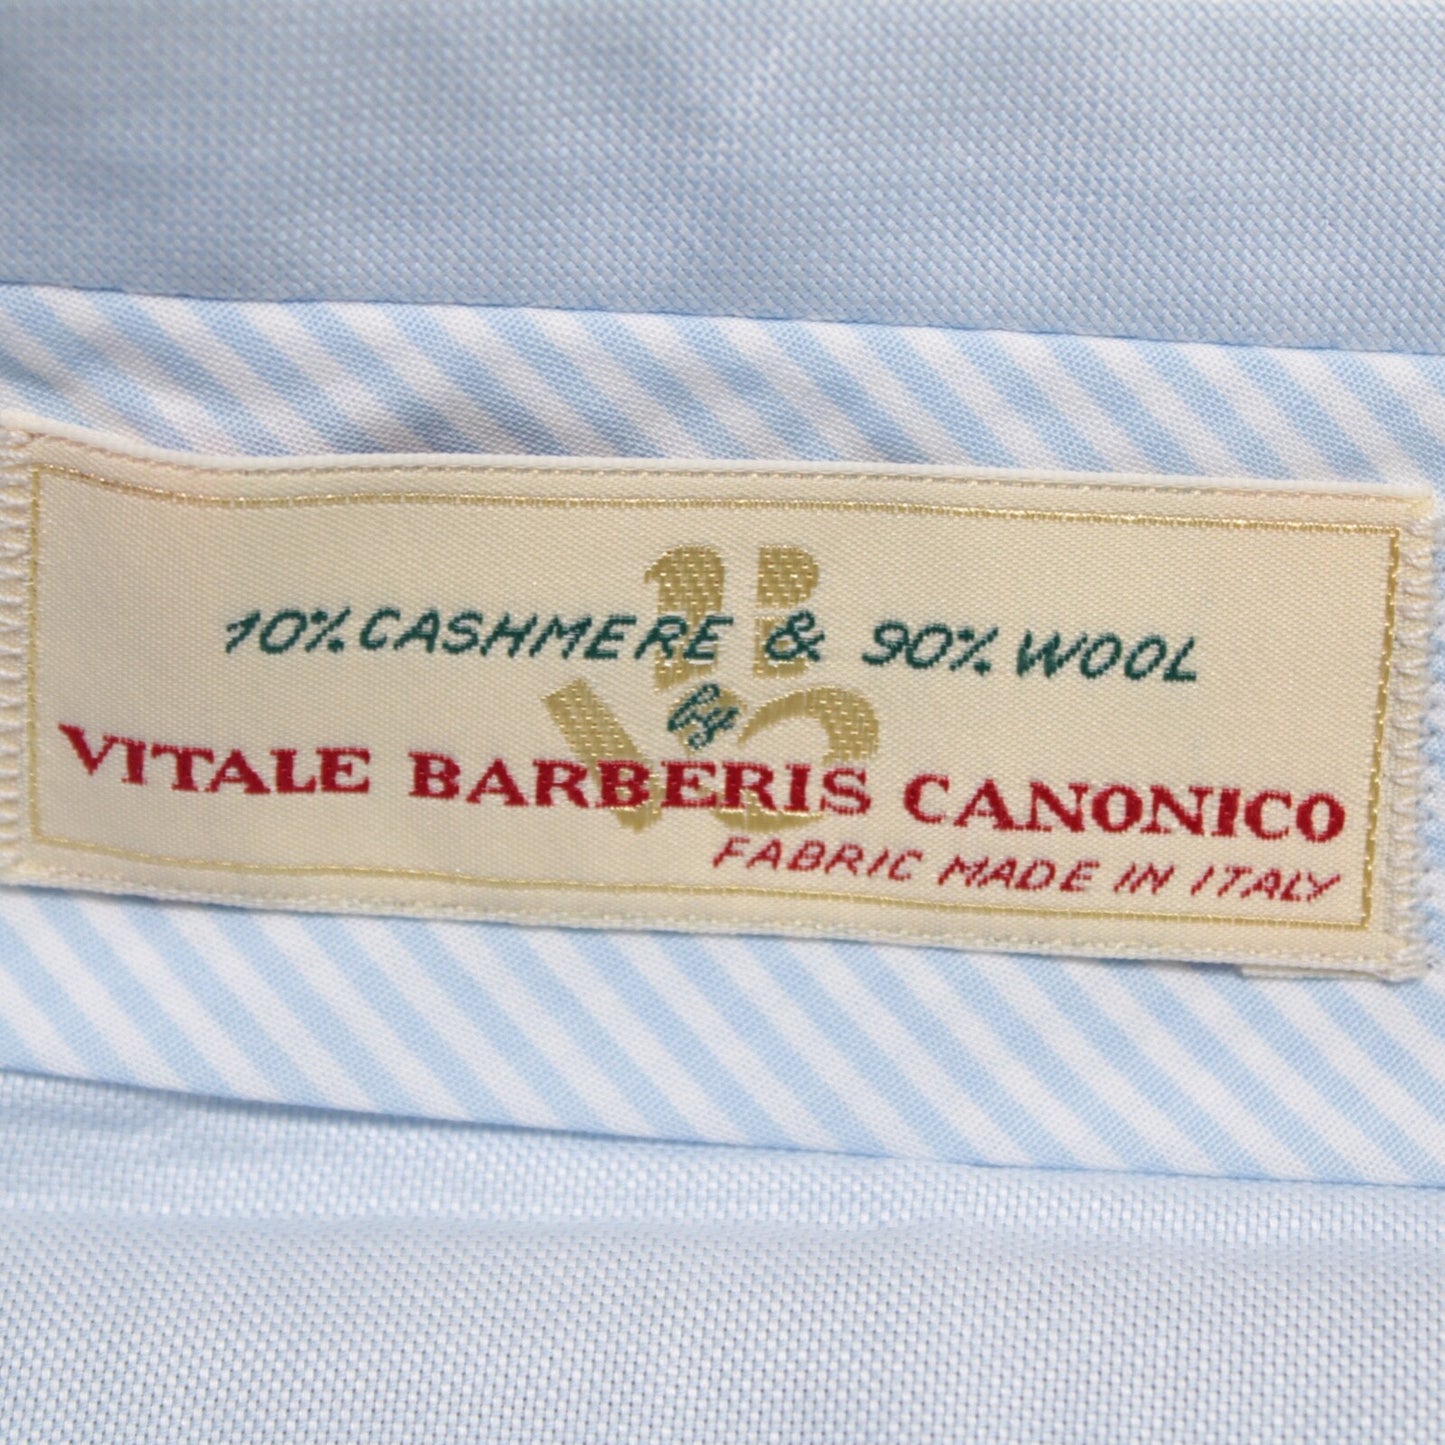 10% CASHMERE & 90% WOOL
by
VITALE BARBERIS CANONICO
FABRIC MADE IN ITALY